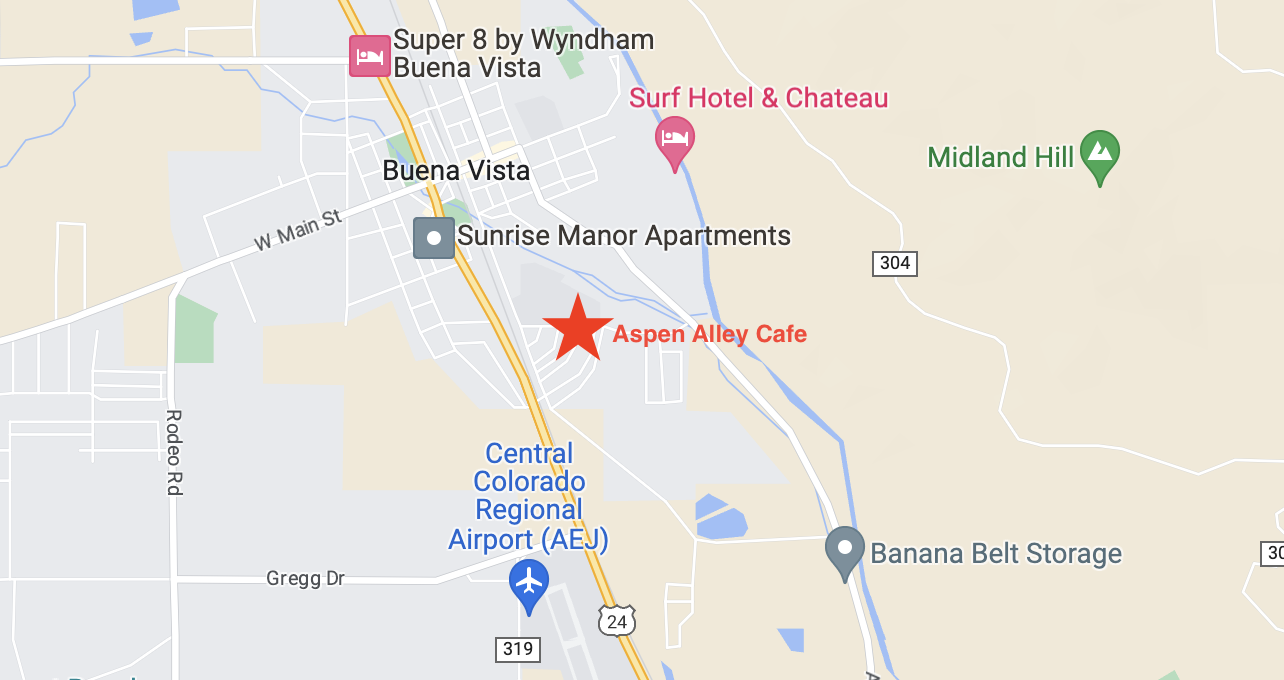 Super 8 by Wyndham
Buena Vista
Surf Hotel & Chateau
Midland Hill
Buena Vista
W Main St
Sunrise Manor Apartments
304
Aspen Alley Cafe
Rodeo Rd
Central
Colorado
Regional
Airport (AEJ)
Banana Belt Storage
Gregg Dr
24
319